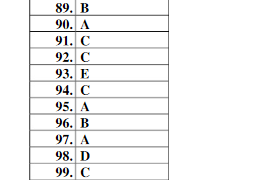 89. B
90. A
91. C
92. C
93. E
94. C
95. A
96. B
97. A
98. D
99. C